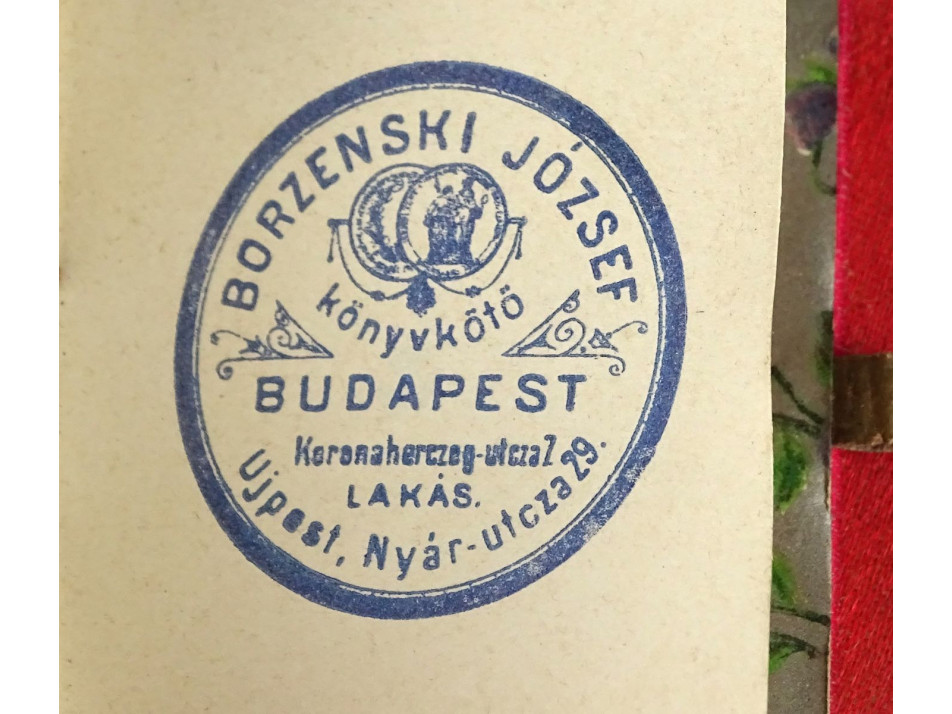 BORZENSKI JÓZSEF
könyvkötő
BUDAPEST
Koronaherczeg-utcza 7
LAKÁS.
Ujpest, Nyár-utcza 29.